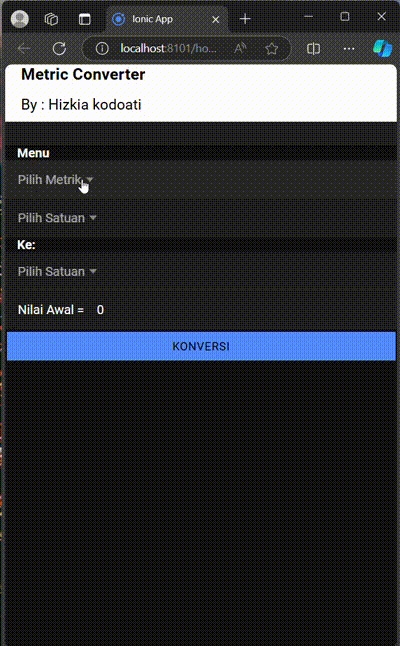 Ionic App
localhost:8101/ho...
Metric Converter
By : Hizkia kodoati
Menu
Pilih Metrik
Pilih Satuan
Ke:
Pilih Satuan
Nilai Awal = 0
KONVERSI